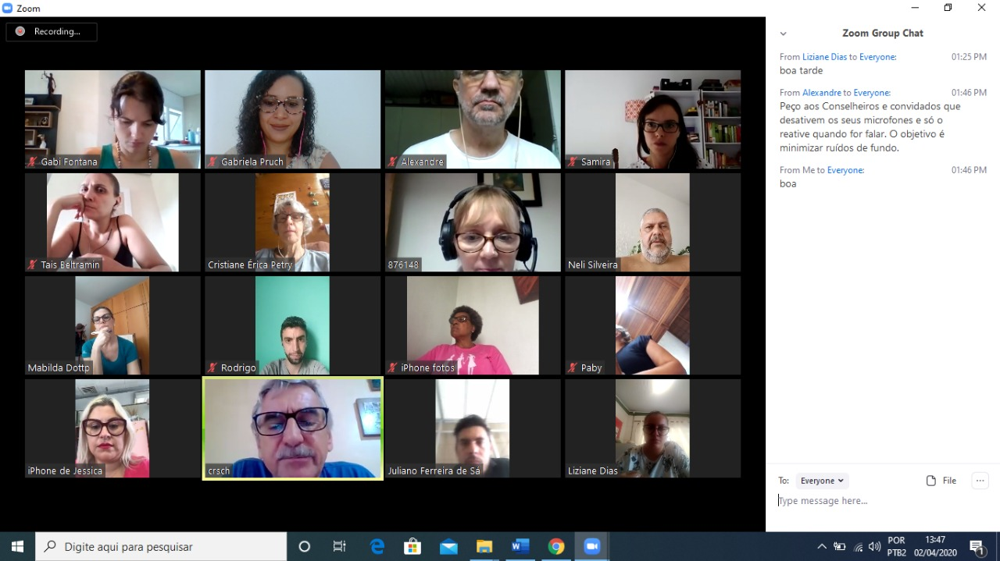 Zoom
Recording...
Zoom Group Chat
From Liziane Dias to Everyone: 01:25 PM
boa tarde
From Alexandre to Everyone: 01:46 PM
Peço aos Conselheiros e convidados que
desativem os seus microfones e só o
reative quando for falar. O objetivo é
minimizar ruídos de fundo.
From Me to Everyone: 01:46 PM
boa
Gabi Fontana
Gabriela Pruch
Alexandre
Samira
Tais Beltramin
Cristiane Érica Petry
876148
Neli Silveira
Mabilda Dottp
Rodrigo
iPhone fotos
Paby
iPhone de Jessica
crsch
Juliano Ferreira de Sá
Liziane Dias
To: Everyone File
Type message here...
Digite aqui para pesquisar
POR
PTB2
13:47
02/04/2020
1